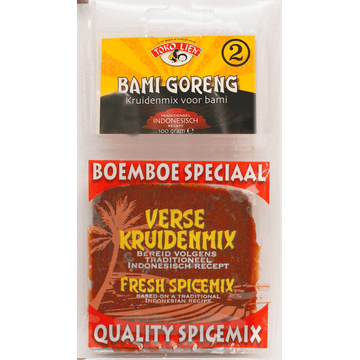 TOKO LIEN
2
BAMI GORENG
Kruidenmix voor bami
TRADITIONEEL
INDONESISCH
RECEPT
100 gram e
BOEMBOE SPECIAAL
VERSE
KRUIDENMIX
BEREID VOLGENS
TRADITIONEEL
INDONESISCH RECEPT
FRESH SPICEMIX
BASED ON A TRADITIONAL
INDONESIAN RECIPE
QUALITY SPICEMIX